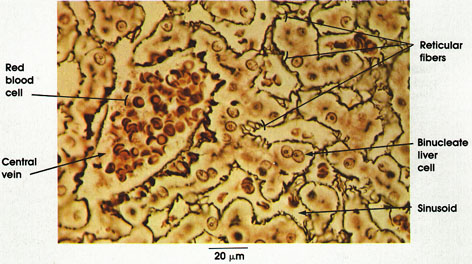 Red
blood
cell
Central
vein
Reticular
fibers
Binucleate
liver
cell
Sinusoid
20 μm